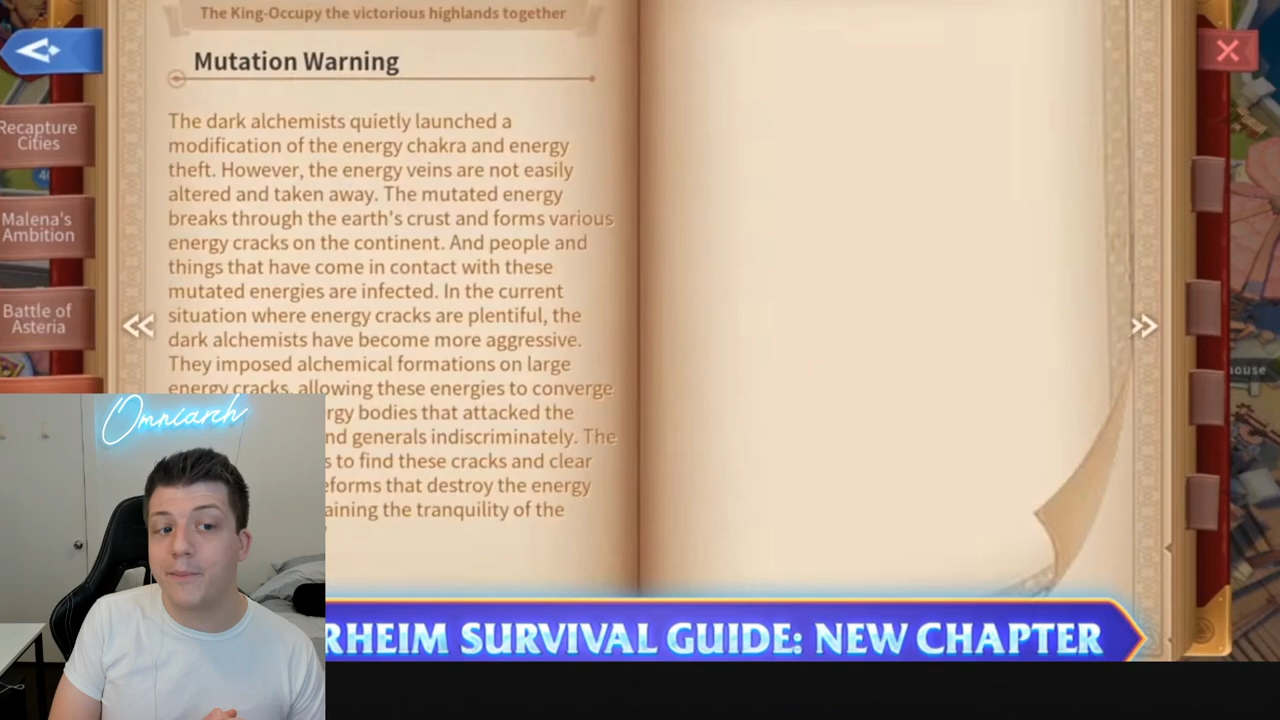 The King-Occupy the victorious highlands together
Mutation Warning
The dark alchemists quietly launched a
modification of the energy chakra and energy
theft. However, the energy veins are not easily
altered and taken away. The mutated energy
breaks through the earth's crust and forms various
energy cracks on the continent. And people and
things that have come in contact with these
mutated energies are infected. In the current
situation where energy cracks are plentiful, the
dark alchemists have become more aggressive.
They imposed alchemical formations on large
energy cracks, allowing these energies to converge
rgy bodies that attacked the
nd generals indiscriminately. The
s to find these cracks and clear
eforms that destroy the energy
aining the tranquility of the
Recapture
Cities
Malena's
Ambition
Battle of
Asteria
ouse
Omniarch
RHEIM SURVIVAL GUIDE: NEW CHAPTER